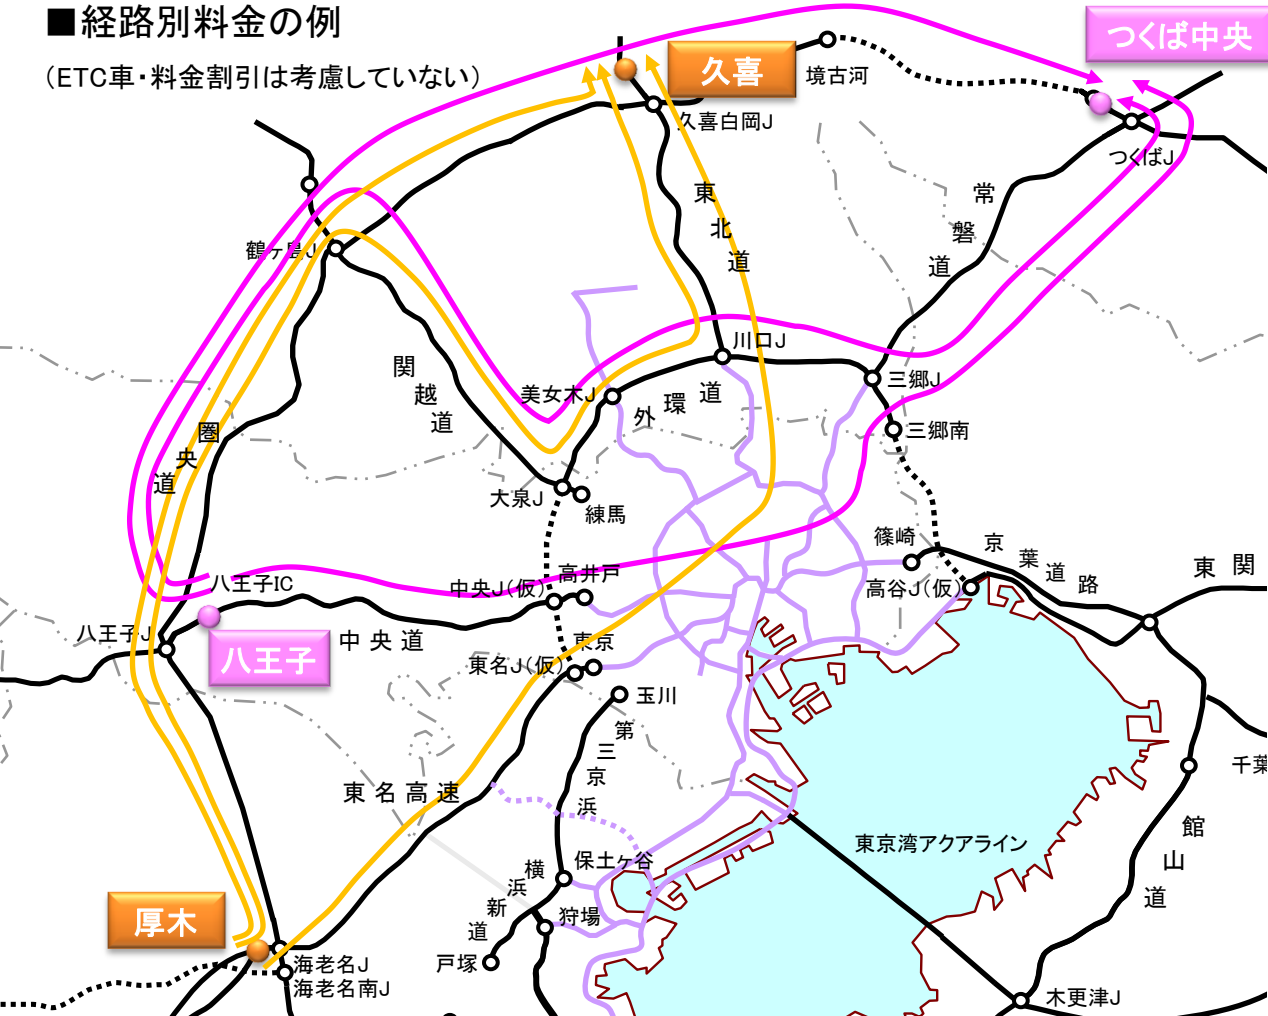 ■経路別料金の例
（ETC車・料金割引は考慮していない）
つくば中央
久喜
境古河
久喜白岡J
つくばJ
東北道
常磐道
鶴ヶ島J
川口J
関越道
美女木J
外環道
三郷J
三郷南
圏央道
大泉J
練馬
篠崎
京葉道路
東関
高谷J(仮)
八王子IC
中央J(仮)
高井戸
八王子J
八王子
中央道
東京
東名J(仮)
玉川
第三京浜
東名高速
千葉
館山道
東京湾アクアライン
保土ヶ谷
横浜新道
狩場
厚木
戸塚
海老名J
海老名南J
木更津J